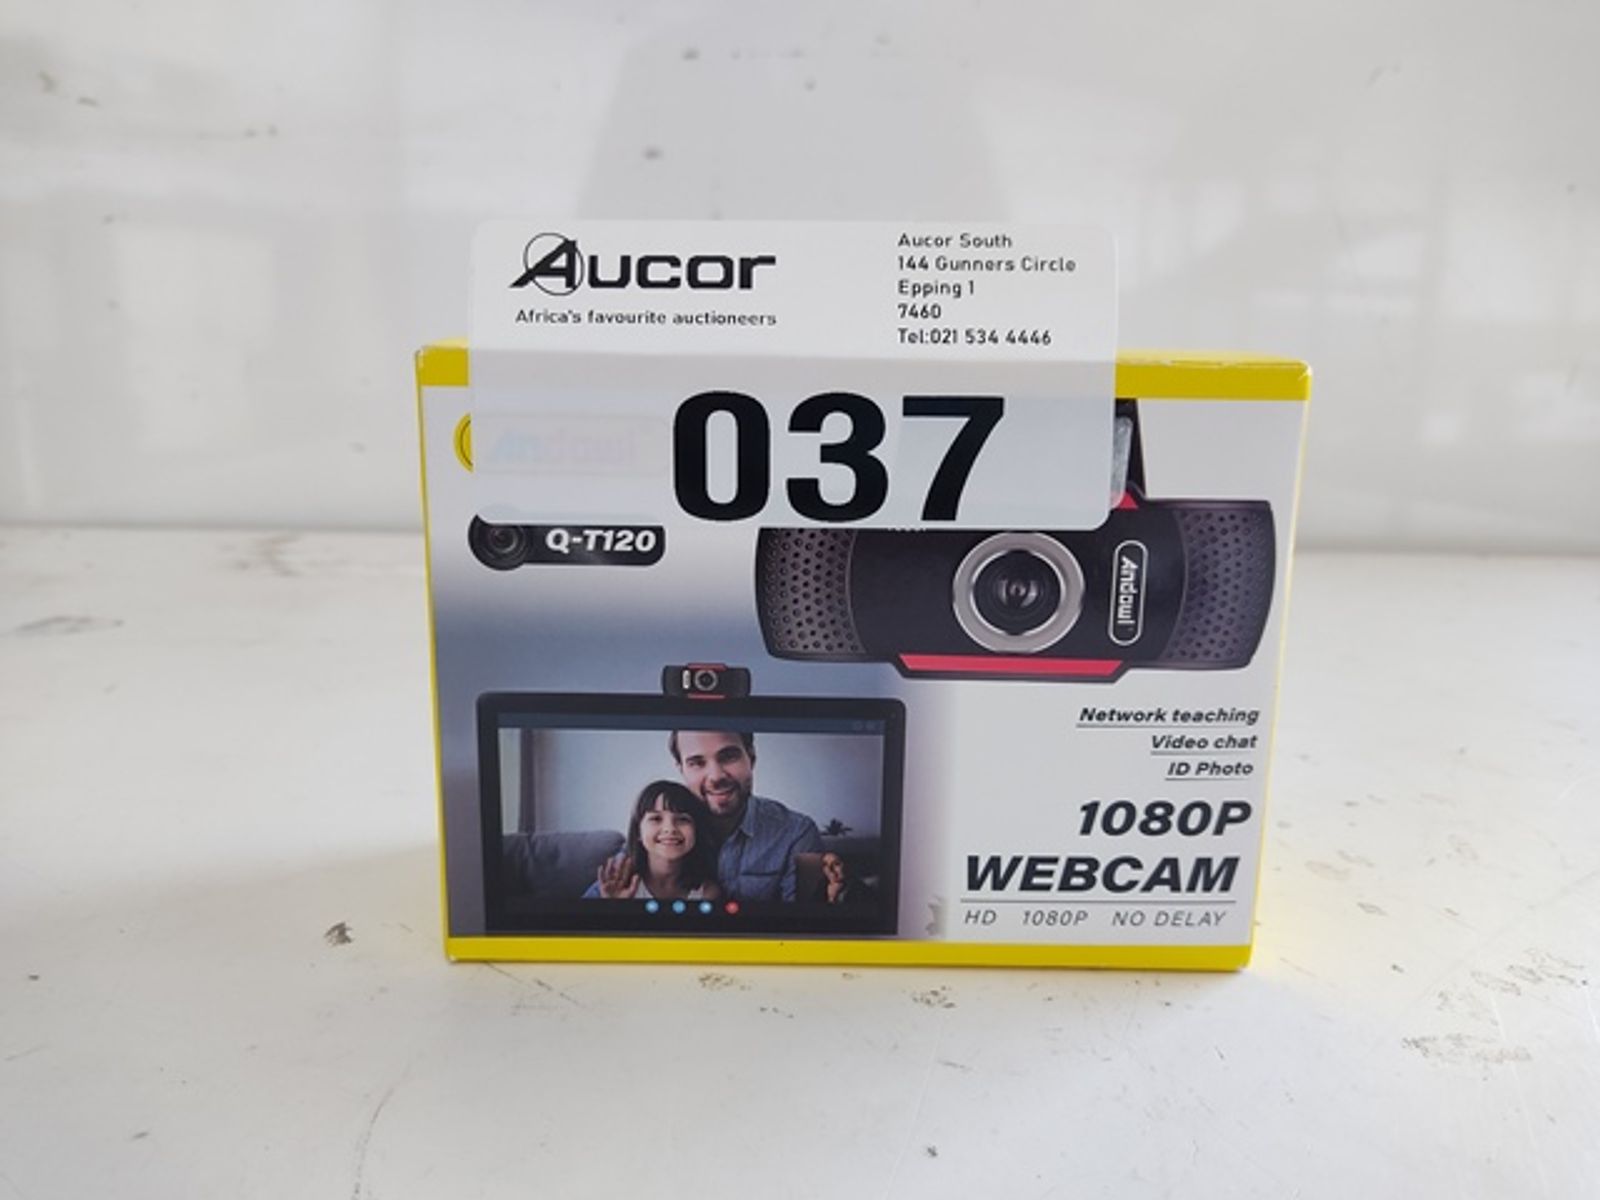 Aucor
Africa's favourite auctioneers
Aucor South
144 Gunners Circle
Epping 1
7460
Tel:021 534 4446
037
Q-T120
Andowl
Network teaching
Video chat
ID Photo
1080P
WEBCAM
HD 1080P NO DELAY